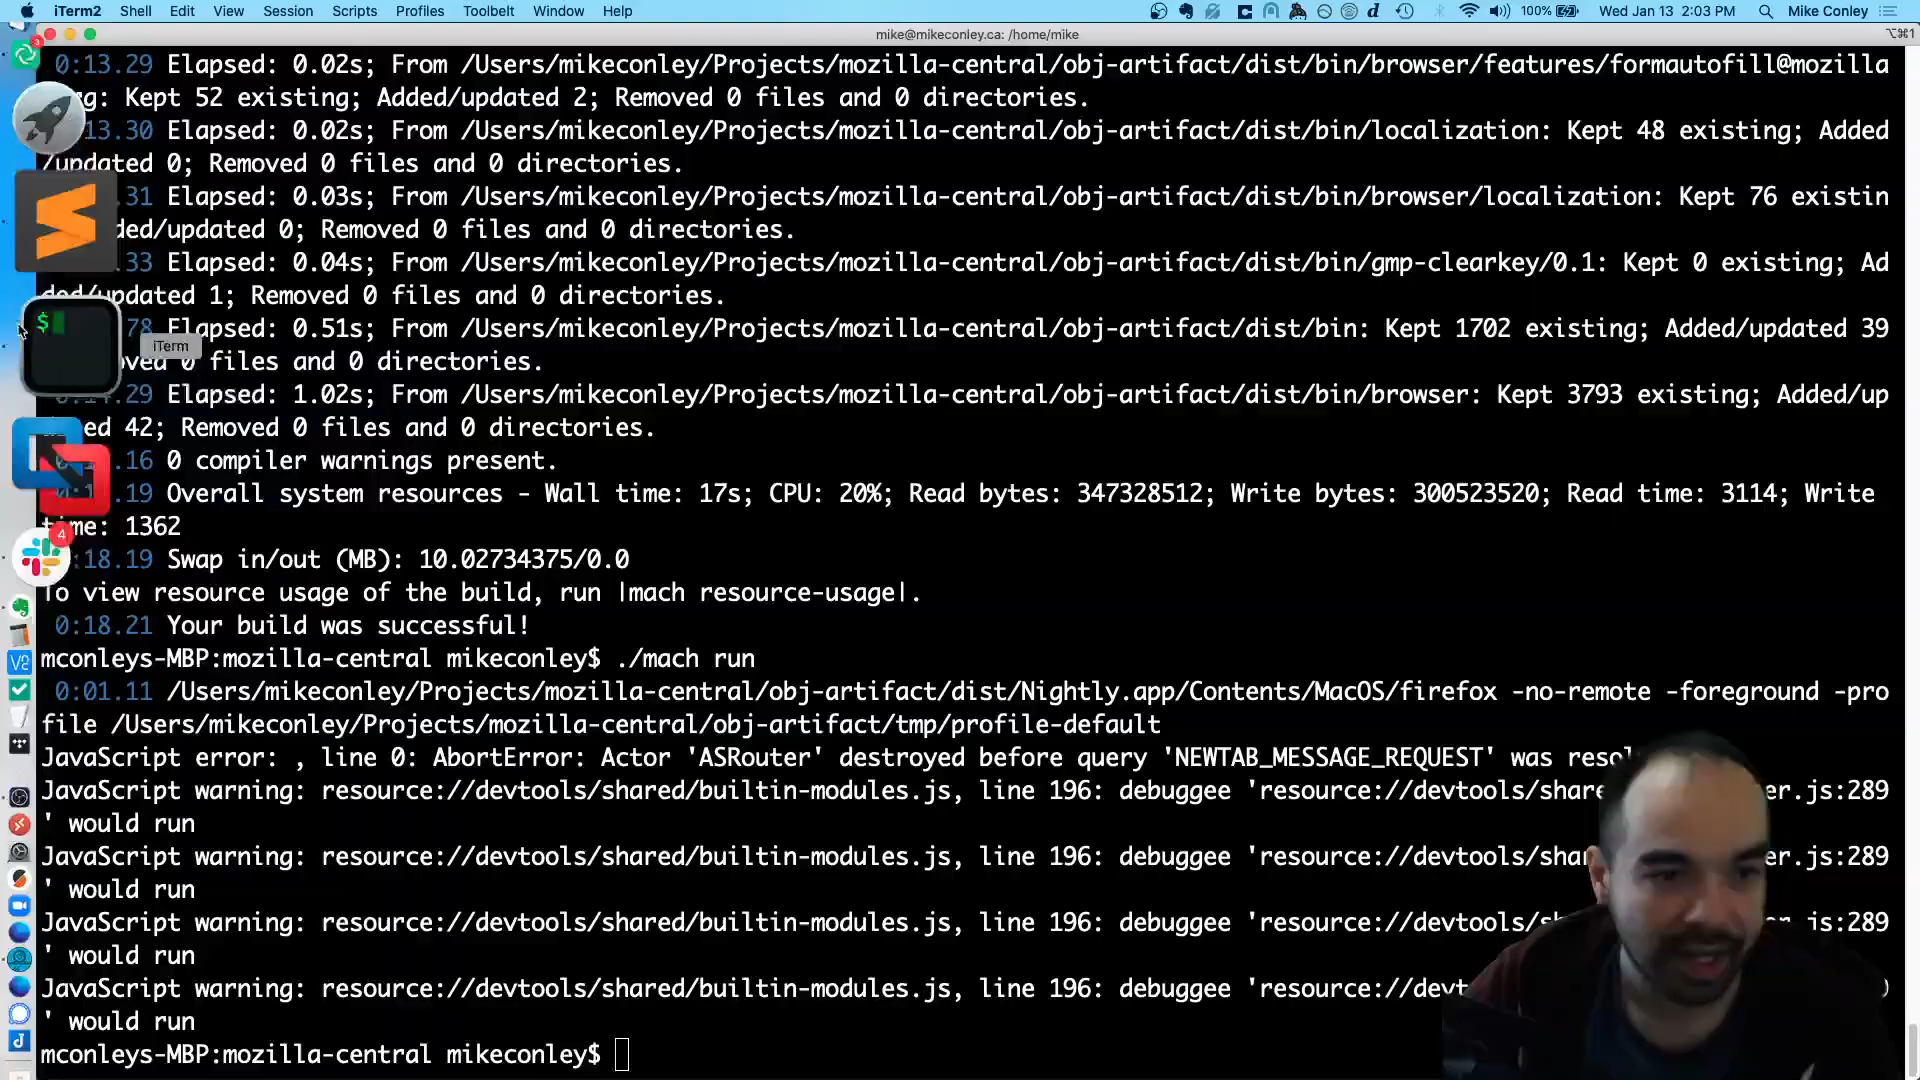 iTerm2 Shell Edit View Session Scripts Profiles Toolbelt Window Help 100% Wed Jan 13 2:03 PM Mike Conley
mike@mikeconley.ca: /home/mike ⌥⌘1
0:13.29 Elapsed: 0.02s; From /Users/mikeconley/Projects/mozilla-central/obj-artifact/dist/bin/browser/features/formautofill@mozilla
rg: Kept 52 existing; Added/updated 2; Removed 0 files and 0 directories.
13.30 Elapsed: 0.02s; From /Users/mikeconley/Projects/mozilla-central/obj-artifact/dist/bin/localization: Kept 48 existing; Added
/updated 0; Removed 0 files and 0 directories.
.31 Elapsed: 0.03s; From /Users/mikeconley/Projects/mozilla-central/obj-artifact/dist/bin/browser/localization: Kept 76 existin
ded/updated 0; Removed 0 files and 0 directories.
.33 Elapsed: 0.04s; From /Users/mikeconley/Projects/mozilla-central/obj-artifact/dist/bin/gmp-clearkey/0.1: Kept 0 existing; Ad
ded/updated 1; Removed 0 files and 0 directories.
$
78 Elapsed: 0.51s; From /Users/mikeconley/Projects/mozilla-central/obj-artifact/dist/bin: Kept 1702 existing; Added/updated 39
iTerm
oved 0 files and 0 directories.
.29 Elapsed: 1.02s; From /Users/mikeconley/Projects/mozilla-central/obj-artifact/dist/bin/browser: Kept 3793 existing; Added/up
ed 42; Removed 0 files and 0 directories.
.16 0 compiler warnings present.
.19 Overall system resources - Wall time: 17s; CPU: 20%; Read bytes: 347328512; Write bytes: 300523520; Read time: 3114; Write
time: 1362
4
:18.19 Swap in/out (MB): 10.02734375/0.0
To view resource usage of the build, run |mach resource-usage|.
0:18.21 Your build was successful!
mconleys-MBP:mozilla-central mikeconley$ ./mach run
0:01.11 /Users/mikeconley/Projects/mozilla-central/obj-artifact/dist/Nightly.app/Contents/MacOS/firefox -no-remote -foreground -pro
file /Users/mikeconley/Projects/mozilla-central/obj-artifact/tmp/profile-default
JavaScript error: , line 0: AbortError: Actor 'ASRouter' destroyed before query 'NEWTAB_MESSAGE_REQUEST' was resol
JavaScript warning: resource://devtools/shared/builtin-modules.js, line 196: debuggee 'resource://devtools/share er.js:289
' would run
JavaScript warning: resource://devtools/shared/builtin-modules.js, line 196: debuggee 'resource://devtools/shar er.js:289
' would run
JavaScript warning: resource://devtools/shared/builtin-modules.js, line 196: debuggee 'resource://devtools/sh r.js:289
' would run
JavaScript warning: resource://devtools/shared/builtin-modules.js, line 196: debuggee 'resource://devt
' would run
mconleys-MBP:mozilla-central mikeconley$